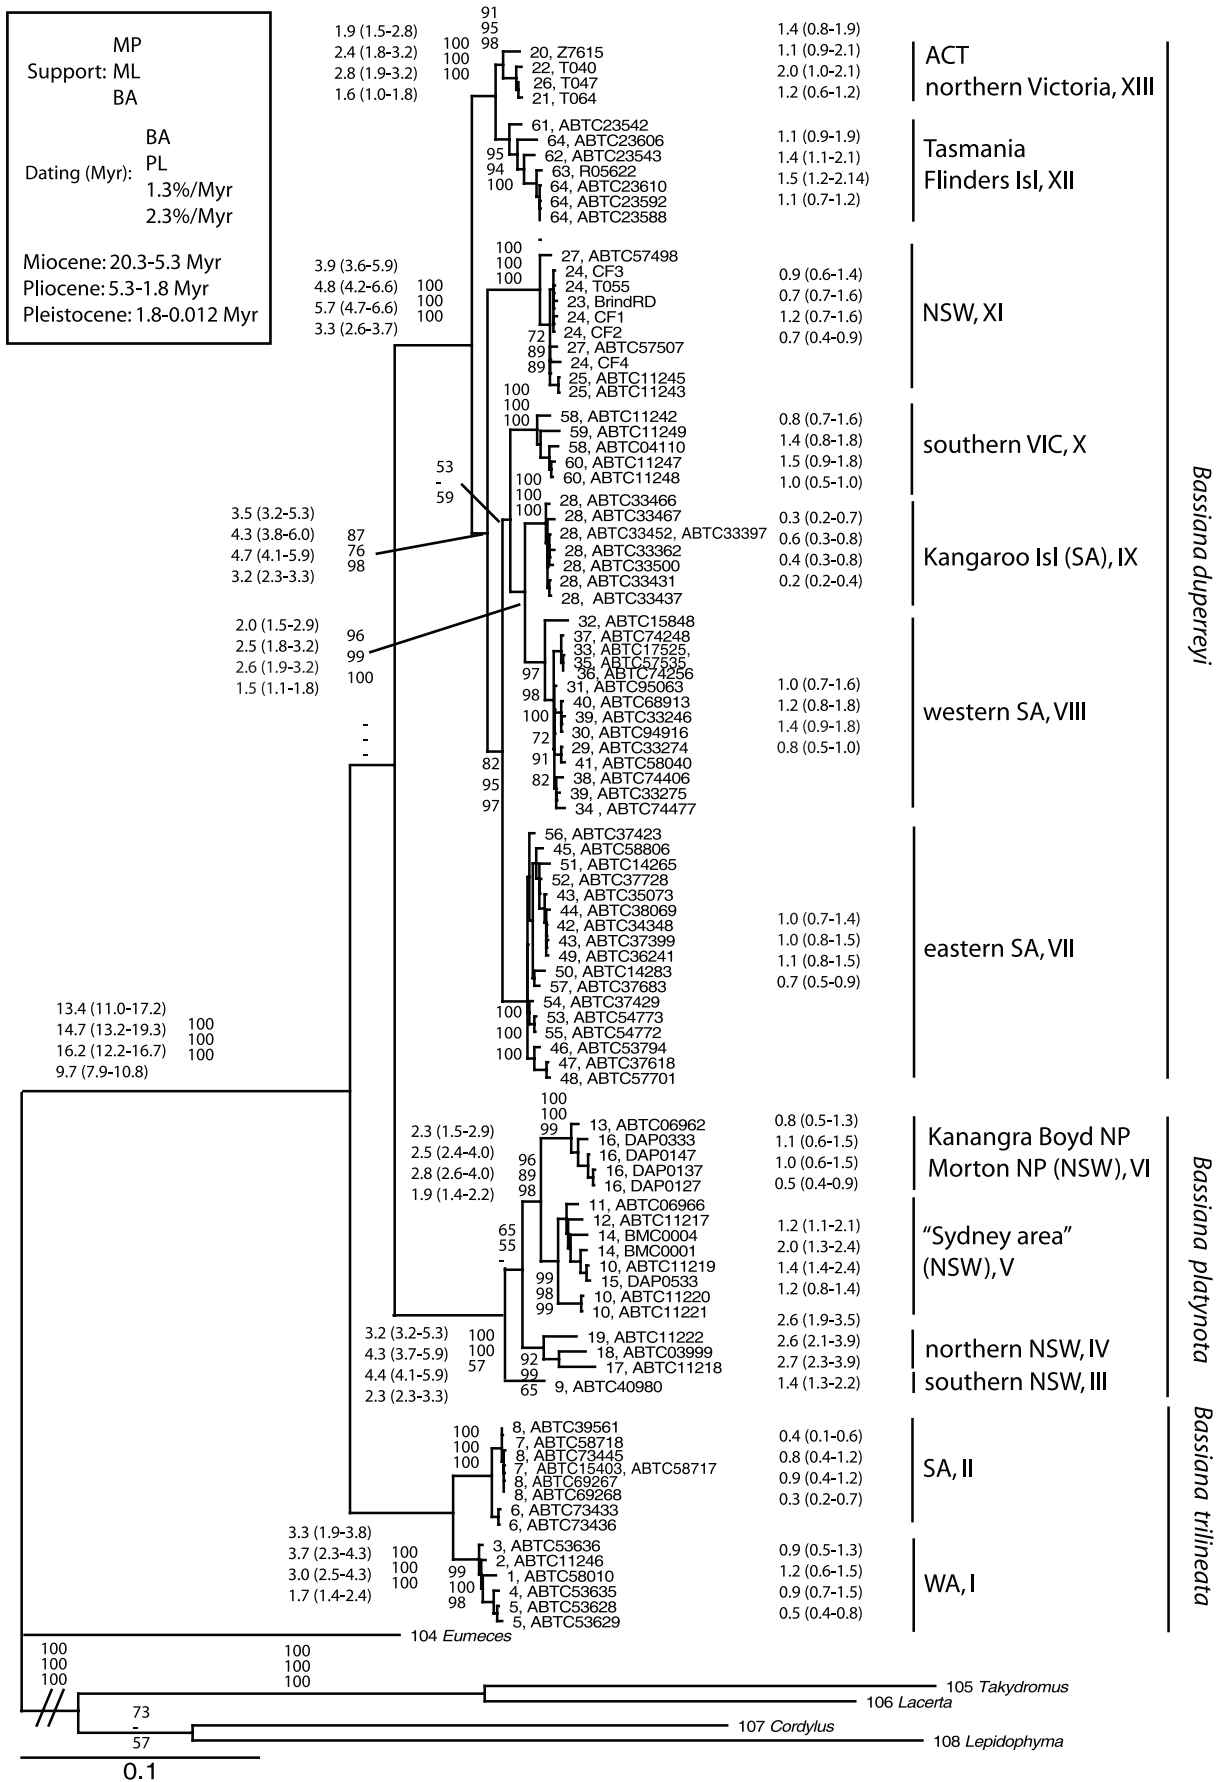 MP
Support: ML
BA
BA
Dating (Myr): PL
1.3%/Myr
2.3%/Myr
Miocene: 20.3-5.3 Myr
Pliocene: 5.3-1.8 Myr
Pleistocene: 1.8-0.012 Myr
91
95
98
1.9 (1.5-2.8)
2.4 (1.8-3.2)
2.8 (1.9-3.2)
1.6 (1.0-1.8)
100
100
100
20, Z7615
22, T040
26, T047
21, T064
1.4 (0.8-1.9)
1.1 (0.9-2.1)
2.0 (1.0-2.1)
1.2 (0.6-1.2)
ACT
northern Victoria, XIII
61, ABTC23542
64, ABTC23606
62, ABTC23543
63, R05622
64, ABTC23610
64, ABTC23592
64, ABTC23588
95
94
100
1.1 (0.9-1.9)
1.4 (1.1-2.1)
1.5 (1.2-2.14)
1.1 (0.7-1.2)
Tasmania
Flinders Isl, XII
-
100
100
100
3.9 (3.6-5.9)
4.8 (4.2-6.6)
5.7 (4.7-6.6)
3.3 (2.6-3.7)
100
100
100
27, ABTC57498
24, CF3
24, T055
23, BrindRD
24, CF1
24, CF2
27, ABTC57507
24, CF4
25, ABTC11245
25, ABTC11243
72
89
89
0.9 (0.6-1.4)
0.7 (0.7-1.6)
1.2 (0.7-1.6)
0.7 (0.4-0.9)
NSW, XI
100
100
100
58, ABTC11242
59, ABTC11249
58, ABTC04110
60, ABTC11247
60, ABTC11248
0.8 (0.7-1.6)
1.4 (0.8-1.8)
1.5 (0.9-1.8)
1.0 (0.5-1.0)
southern VIC, X
53
-
59
100
100
100
3.5 (3.2-5.3)
4.3 (3.8-6.0)
4.7 (4.1-5.9)
3.2 (2.3-3.3)
87
76
98
28, ABTC33466
28, ABTC33467
28, ABTC33452, ABTC33397
28, ABTC33362
28, ABTC33500
28, ABTC33431
28, ABTC33437
0.3 (0.2-0.7)
0.6 (0.3-0.8)
0.4 (0.3-0.8)
0.2 (0.2-0.4)
Kangaroo Isl (SA), IX
Bassiana duperreyi
2.0 (1.5-2.9)
2.5 (1.8-3.2)
2.6 (1.9-3.2)
1.5 (1.1-1.8)
96
99
100
32, ABTC15848
37, ABTC74248
33, ABTC17525,
35, ABTC57535
36, ABTC74256
31, ABTC95063
40, ABTC68913
39, ABTC33246
30, ABTC94916
29, ABTC33274
41, ABTC58040
38, ABTC74406
39, ABTC33275
34 , ABTC74477
97
98
100
72
91
82
1.0 (0.7-1.6)
1.2 (0.8-1.8)
1.4 (0.9-1.8)
0.8 (0.5-1.0)
western SA, VIII
-
-
-
82
95
97
56, ABTC37423
45, ABTC58806
51, ABTC14265
52, ABTC37728
43, ABTC35073
44, ABTC38069
42, ABTC34348
43, ABTC37399
49, ABTC36241
50, ABTC14283
57, ABTC37683
54, ABTC37429
53, ABTC54773
55, ABTC54772
46, ABTC53794
47, ABTC37618
48, ABTC57701
100
100
100
1.0 (0.7-1.4)
1.0 (0.8-1.5)
1.1 (0.8-1.5)
0.7 (0.5-0.9)
eastern SA, VII
13.4 (11.0-17.2)
14.7 (13.2-19.3)
16.2 (12.2-16.7)
9.7 (7.9-10.8)
100
100
100
100
100
99
2.3 (1.5-2.9)
2.5 (2.4-4.0)
2.8 (2.6-4.0)
1.9 (1.4-2.2)
96
89
98
13, ABTC06962
16, DAP0333
16, DAP0147
16, DAP0137
16, DAP0127
0.8 (0.5-1.3)
1.1 (0.6-1.5)
1.0 (0.6-1.5)
0.5 (0.4-0.9)
Kanangra Boyd NP
Morton NP (NSW), VI
65
55
-
11, ABTC06966
12, ABTC11217
14, BMC0004
14, BMC0001
10, ABTC11219
15, DAP0533
10, ABTC11220
10, ABTC11221
99
98
99
1.2 (1.1-2.1)
2.0 (1.3-2.4)
1.4 (1.4-2.4)
1.2 (0.8-1.4)
“Sydney area”
(NSW), V
Bassiana platynota
3.2 (3.2-5.3)
4.3 (3.7-5.9)
4.4 (4.1-5.9)
2.3 (2.3-3.3)
100
100
57
19, ABTC11222
18, ABTC03999
17, ABTC11218
9, ABTC40980
92
99
65
2.6 (1.9-3.5)
2.6 (2.1-3.9)
2.7 (2.3-3.9)
1.4 (1.3-2.2)
northern NSW, IV
southern NSW, III
100
100
100
8, ABTC39561
7, ABTC58718
8, ABTC73445
7, ABTC15403, ABTC58717
8, ABTC69267
8, ABTC69268
6, ABTC73433
6, ABTC73436
0.4 (0.1-0.6)
0.8 (0.4-1.2)
0.9 (0.4-1.2)
0.3 (0.2-0.7)
SA, II
Bassiana trilineata
3.3 (1.9-3.8)
3.7 (2.3-4.3)
3.0 (2.5-4.3)
1.7 (1.4-2.4)
100
100
100
3, ABTC53636
2, ABTC11246
1, ABTC58010
4, ABTC53635
5, ABTC53628
5, ABTC53629
99
100
98
0.9 (0.5-1.3)
1.2 (0.6-1.5)
0.9 (0.7-1.5)
0.5 (0.4-0.8)
WA, I
104 Eumeces
100
100
100
100
100
100
105 Takydromus
106 Lacerta
73
-
57
107 Cordylus
108 Lepidophyma
0.1